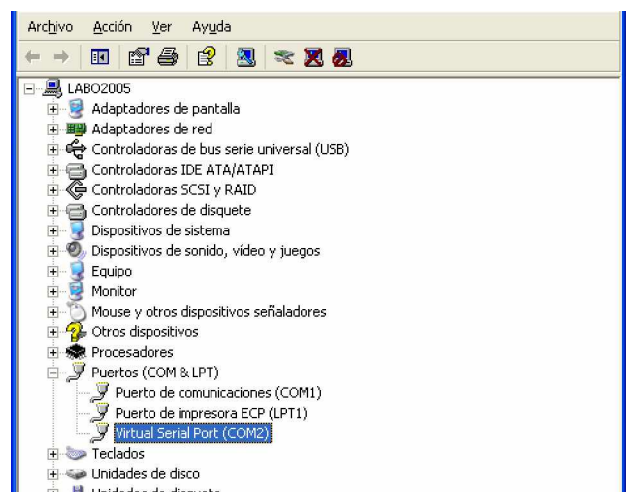 Archivo Acción Ver Ayuda
LABO2005
Adaptadores de pantalla
Adaptadores de red
Controladoras de bus serie universal (USB)
Controladoras IDE ATA/ATAPI
Controladoras SCSI y RAID
Controladores de disquete
Dispositivos de sistema
Dispositivos de sonido, vídeo y juegos
Equipo
Monitor
Mouse y otros dispositivos señaladores
Otros dispositivos
Procesadores
Puertos (COM & LPT)
Puerto de comunicaciones (COM1)
Puerto de impresora ECP (LPT1)
Virtual Serial Port (COM2)
Teclados
Unidades de disco
Unidades de disquete